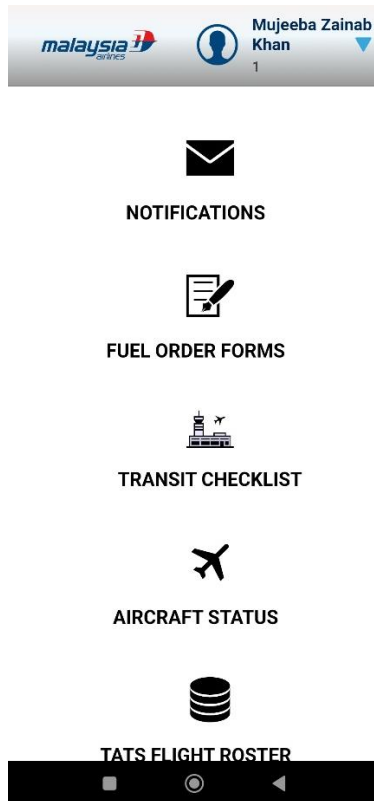 malaysia
airlines
Mujeeba Zainab
Khan
1
NOTIFICATIONS
FUEL ORDER FORMS
TRANSIT CHECKLIST
AIRCRAFT STATUS
TATS FLIGHT ROSTER